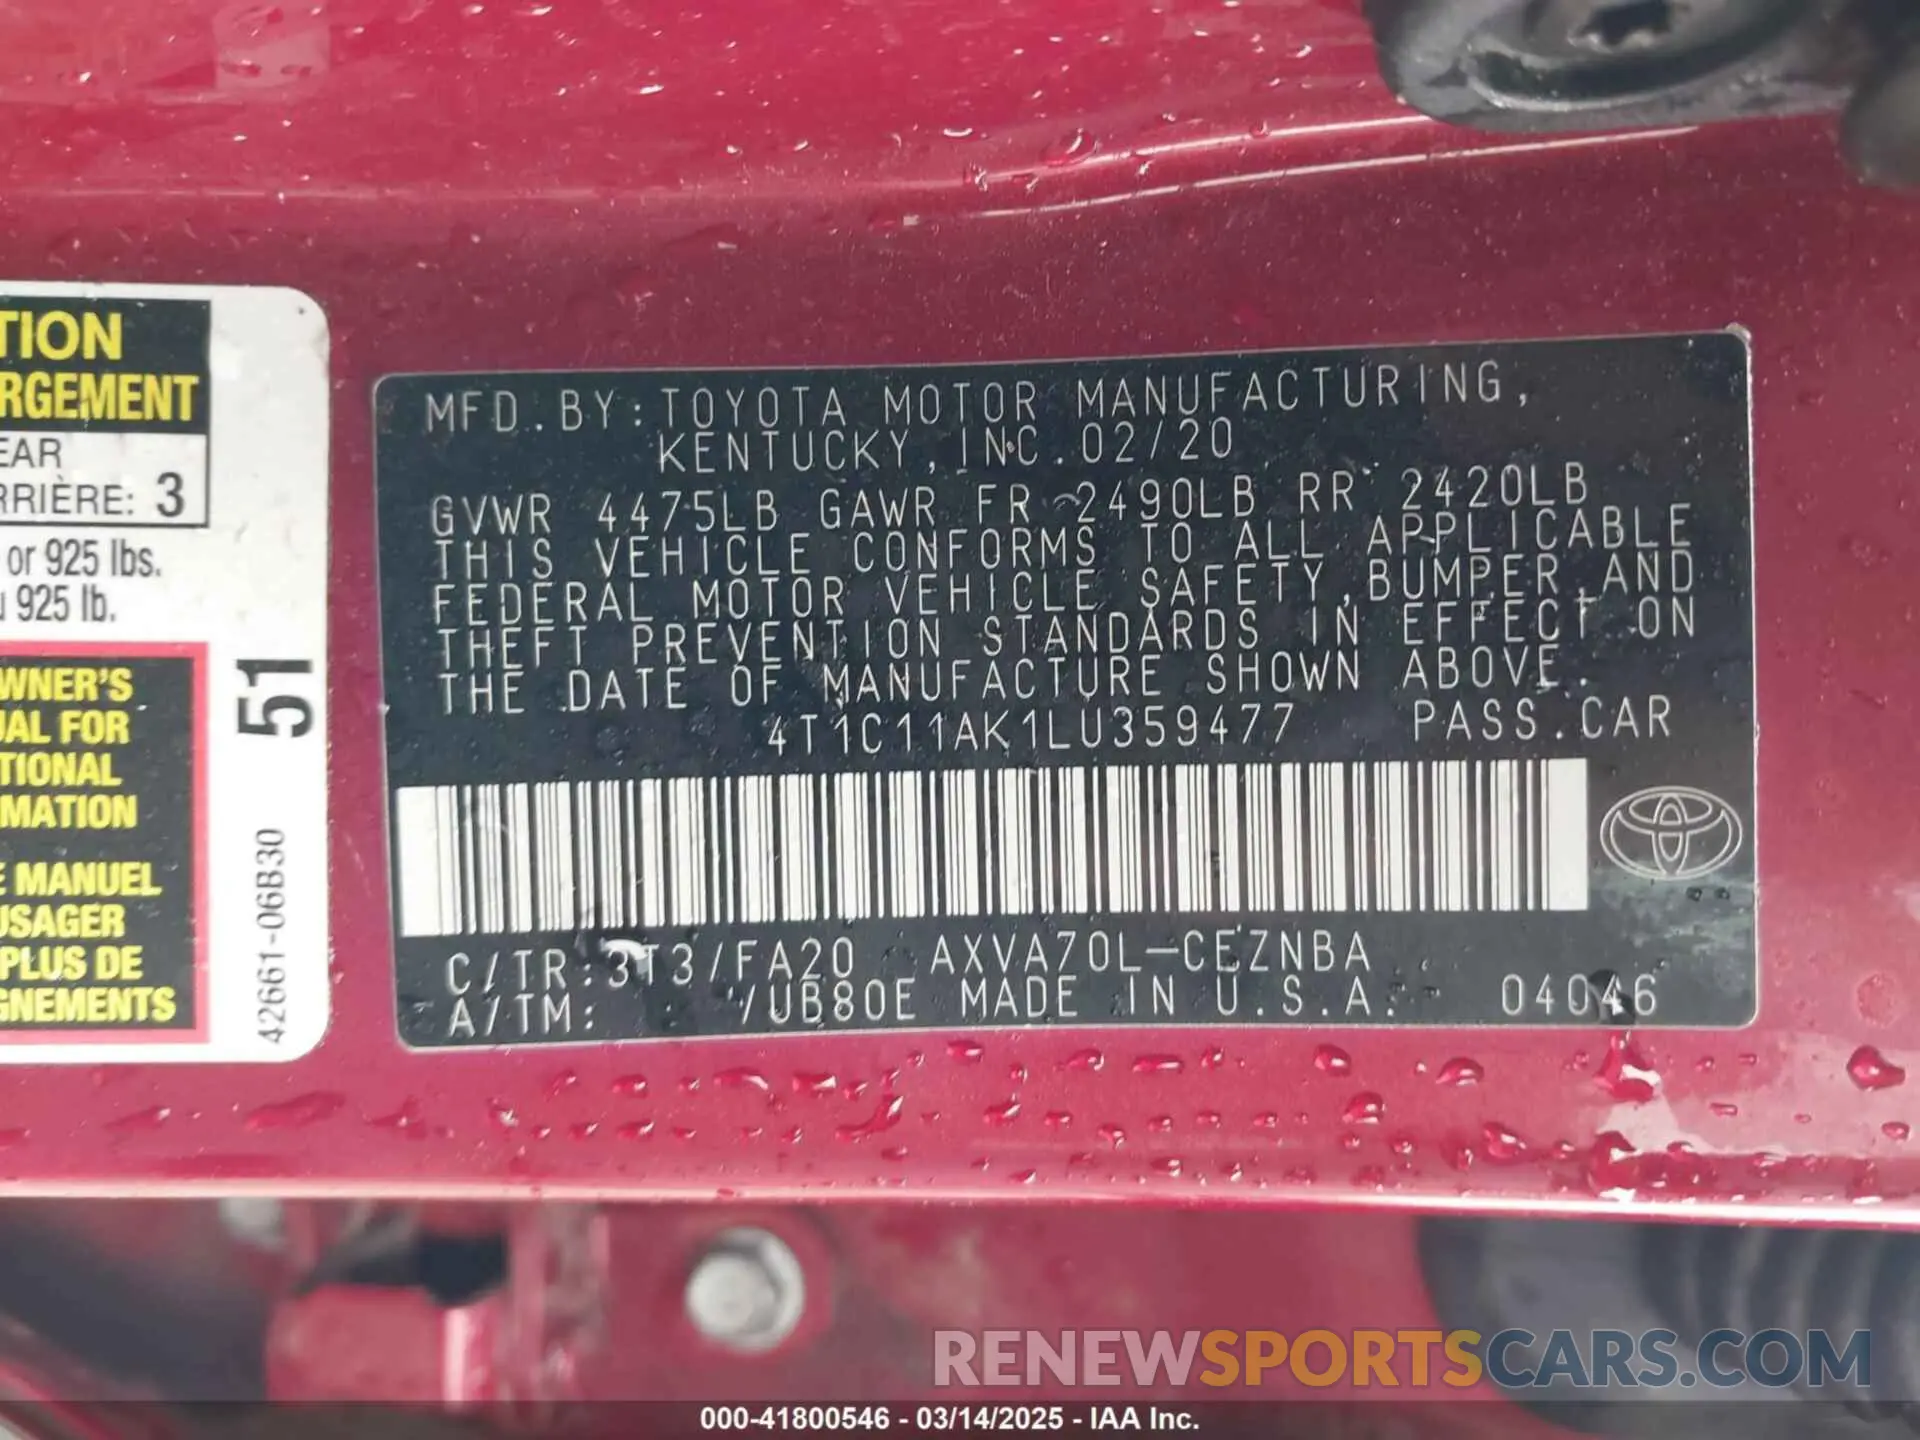 TION
RGEMENT
EAR
RRIÈRE: 3
or 925 lbs.
925 lb.
WNER'S
UAL FOR
TIONAL
RMATION
E MANUEL
USAGER
PLUS DE
GNEMENTS
51
42661-06B30
MFD. BY: TOYOTA MOTOR MANUFACTURING,
KENTUCKY, INC. 02/20
GVWR 4475LB GAWR FR 2490LB RR 2420LB
THIS VEHICLE CONFORMS TO ALL APPLICABLE
FEDERAL MOTOR VEHICLE SAFETY, BUMPER, AND
THEFT PREVENTION STANDARDS IN EFFECT ON
THE DATE OF MANUFACTURE SHOWN ABOVE.
4T1C11AK1LU359477 PASS. CAR
C/TR: 3T3/FA20 AXVA70L-CEZNBA
A/TM: /UB80E MADE IN U.S.A. 04046
RENEWSPORTSCARS.COM
000-41800546 - 03/14/2025 - IAA Inc.